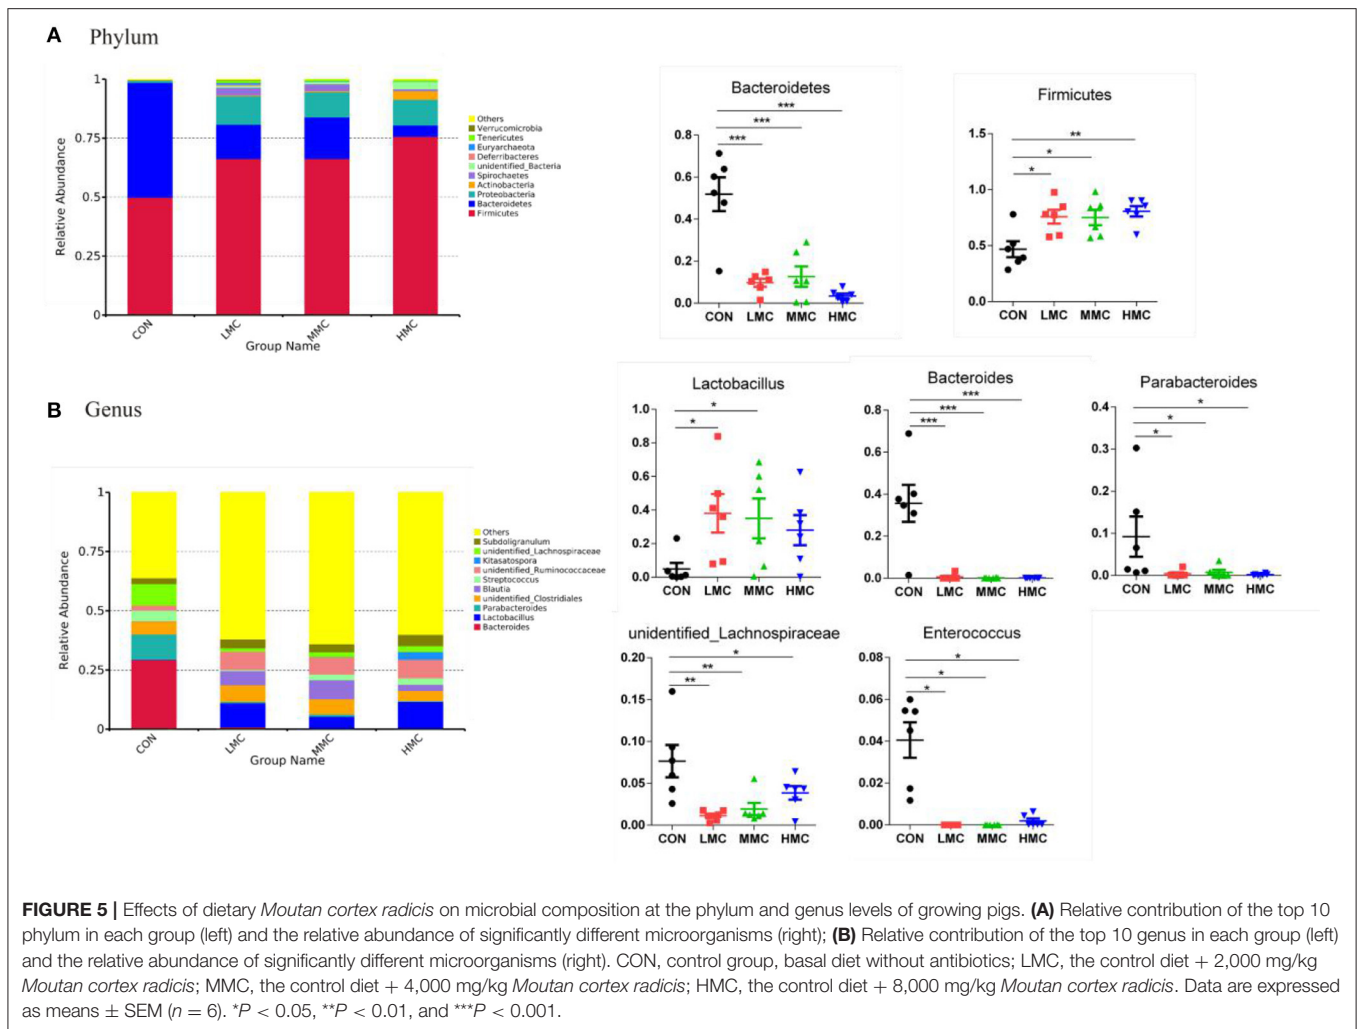 A Phylum
1
0.75
0.5
0.25
0
Relative Abundance
CON
LMC
MMC
HMC
Group Name
Others
Verrucomicrobia
Tenericutes
Euryarchaeota
Deferribacteres
unidentified_Bacteria
Spirochaetes
Actinobacteria
Proteobacteria
Bacteroidetes
Firmicutes
Bacteroidetes
***
***
***
0.8
0.6
0.4
0.2
0.0
CON LMC MMC HMC
Firmicutes
**
*
*
1.5
1.0
0.5
0.0
CON LMC MMC HMC
B Genus
1
0.75
0.5
0.25
0
Relative Abundance
CON
LMC
MMC
HMC
Group Name
Others
Subdoligranulum
unidentified_Lachnospiraceae
Kitasatospora
unidentified_Ruminococcaceae
Streptococcus
Blautia
unidentified_Clostridiales
Parabacteroides
Lactobacillus
Bacteroides
Lactobacillus
*
*
1.0
0.8
0.6
0.4
0.2
0.0
CON LMC MMC HMC
Bacteroides
***
***
***
0.8
0.6
0.4
0.2
0.0
CON LMC MMC HMC
Parabacteroides
*
*
*
0.4
0.3
0.2
0.1
0.0
CON LMC MMC HMC
unidentified_Lachnospiraceae
*
**
**
0.20
0.15
0.10
0.05
0.00
CON LMC MMC HMC
Enterococcus
*
*
*
0.08
0.06
0.04
0.02
0.00
CON LMC MMC HMC
FIGURE 5 | Effects of dietary Moutan cortex radicis on microbial composition at the phylum and genus levels of growing pigs. (A) Relative contribution of the top 10
phylum in each group (left) and the relative abundance of significantly different microorganisms (right); (B) Relative contribution of the top 10 genus in each group (left)
and the relative abundance of significantly different microorganisms (right). CON, control group, basal diet without antibiotics; LMC, the control diet + 2,000 mg/kg
Moutan cortex radicis; MMC, the control diet + 4,000 mg/kg Moutan cortex radicis; HMC, the control diet + 8,000 mg/kg Moutan cortex radicis. Data are expressed
as means ± SEM (n = 6). *P < 0.05, **P < 0.01, and ***P < 0.001.